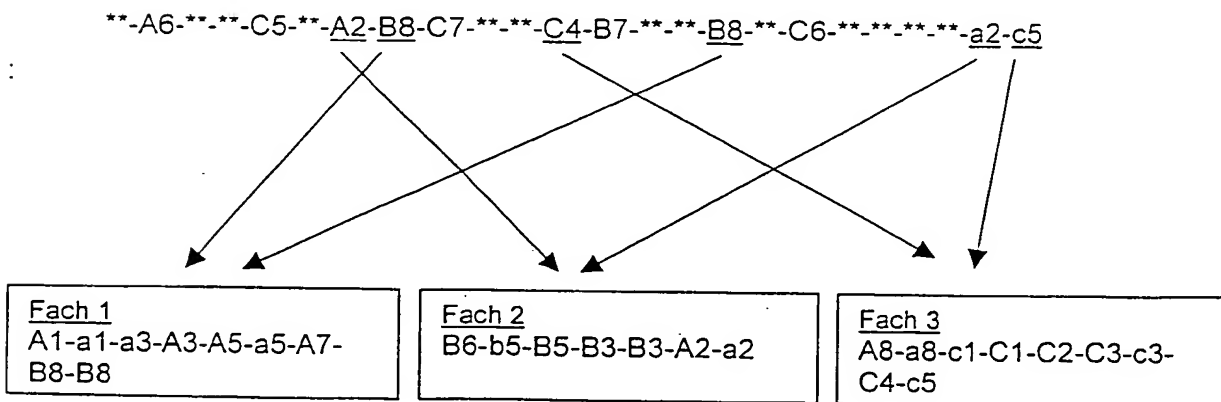 **-A6-**-**-C5-**-A2-B8-C7-**-**-C4-B7-**-**-B8-**-C6-**-**-**-**-a2-c5
:
Fach 1
A1-a1-a3-A3-A5-a5-A7-
B8-B8
Fach 2
B6-b5-B5-B3-B3-A2-a2
Fach 3
A8-a8-c1-C1-C2-C3-c3-
C4-c5